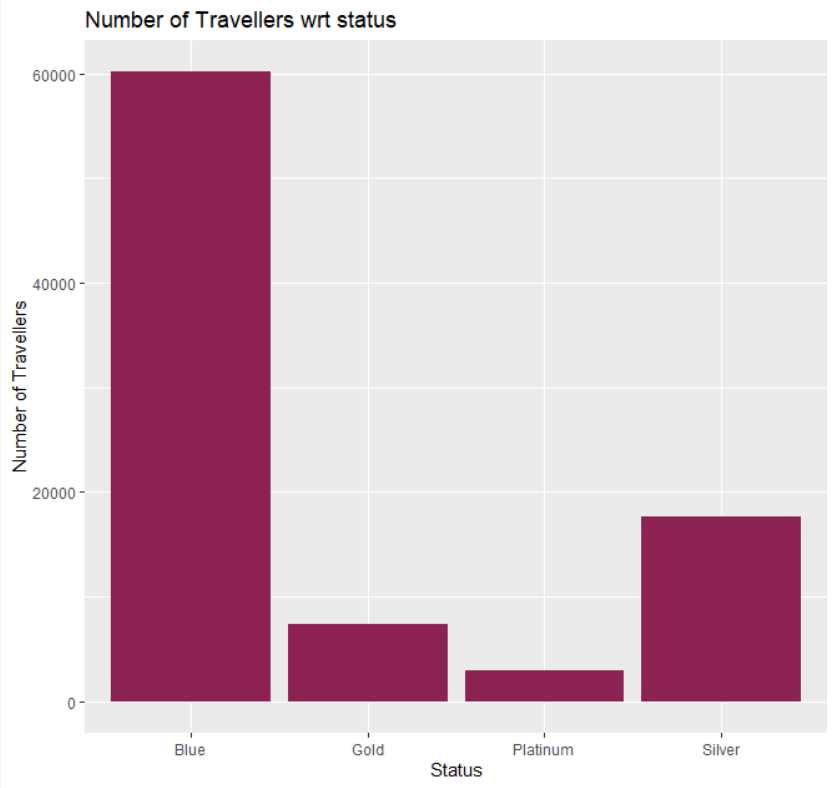 Number of Travellers wrt status
Number of Travellers
60000
40000
20000
0
Blue Gold Platinum Silver
Status